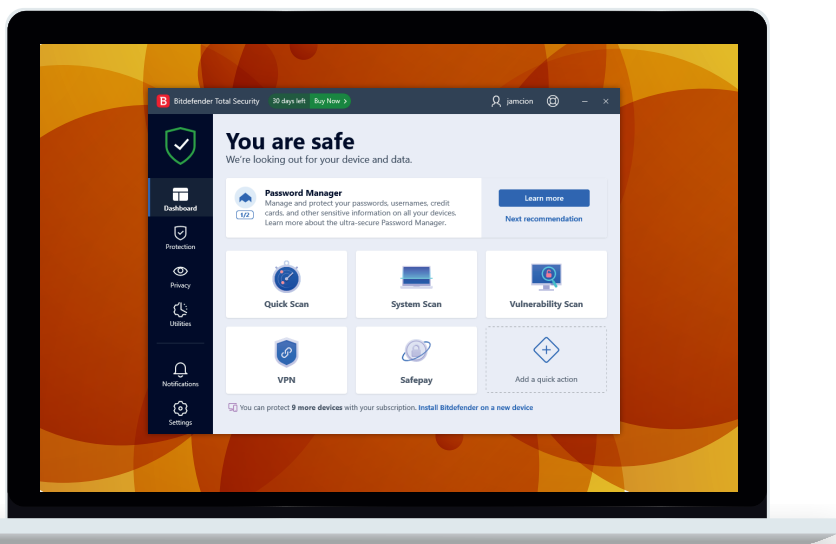 B Bitdefender Total Security 30 days left Buy Now > jamcion
You are safe
We're looking out for your device and data.
Password Manager
Manage and protect your passwords, usernames, credit
cards, and other sensitive information on all your devices.
Learn more about the ultra-secure Password Manager.
1/2
Learn more
Next recommendation
Dashboard
Protection
Privacy
Utilities
Notifications
Settings
Quick Scan
System Scan
Vulnerability Scan
VPN
Safepay
Add a quick action
You can protect 9 more devices with your subscription. Install Bitdefender on a new device